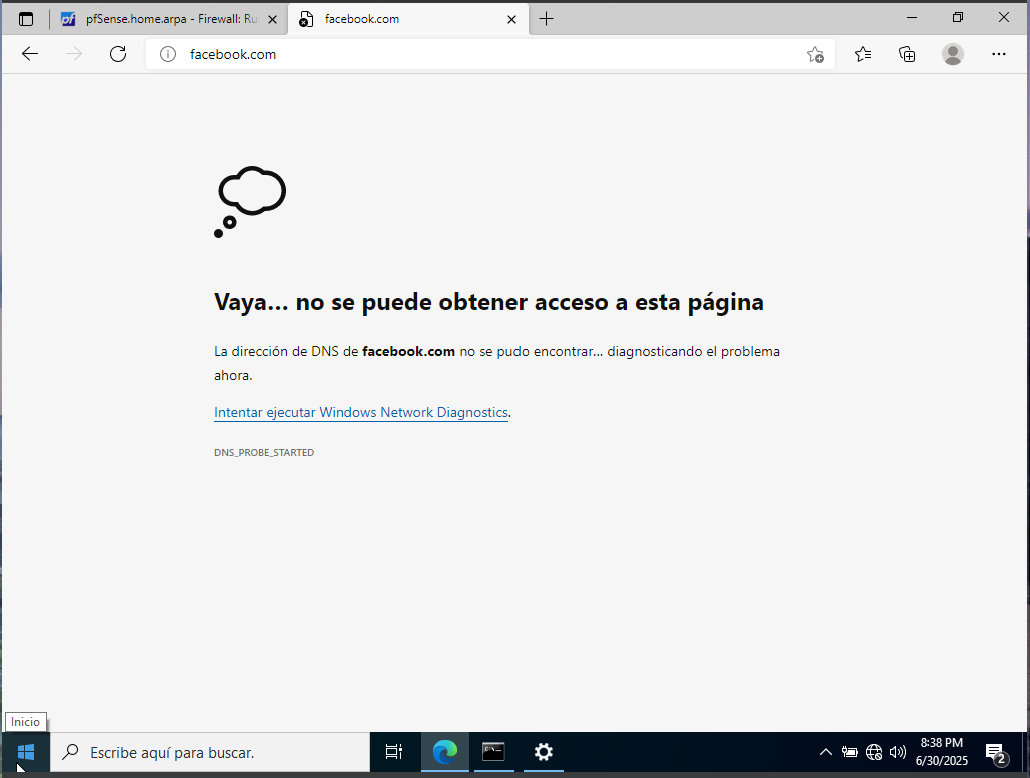 pfSense.home.arpa - Firewall: Ru
facebook.com
facebook.com
Vaya… no se puede obtener acceso a esta página
La dirección de DNS de facebook.com no se pudo encontrar… diagnosticando el problema
ahora.
Intentar ejecutar Windows Network Diagnostics.
DNS_PROBE_STARTED
Inicio
Escribe aquí para buscar.
8:38 PM
6/30/2025
2